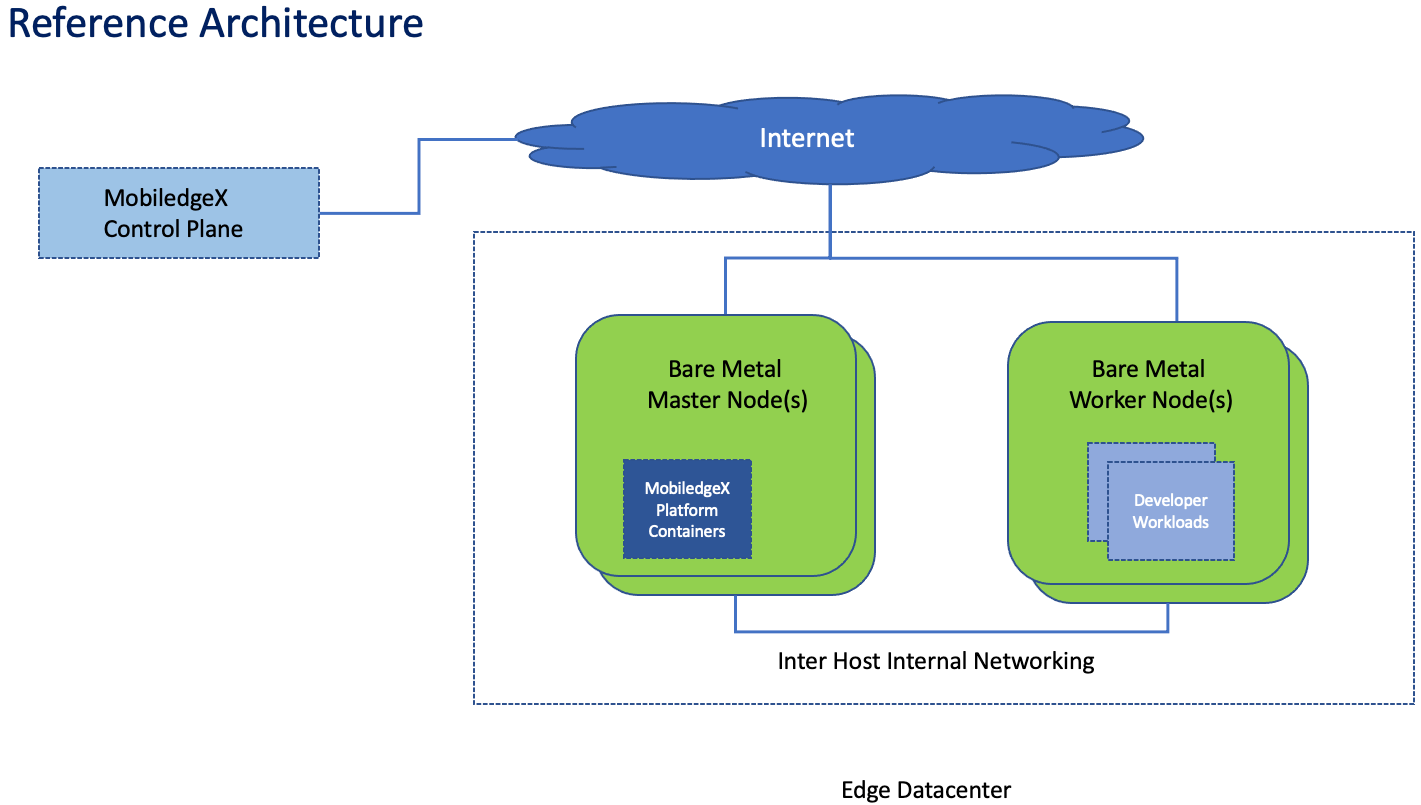 Reference Architecture
Internet
MobiledgeX
Control Plane
Bare Metal
Master Node(s)
Bare Metal
Worker Node(s)
MobiledgeX
Platform
Containers
Developer
Workloads
Inter Host Internal Networking
Edge Datacenter